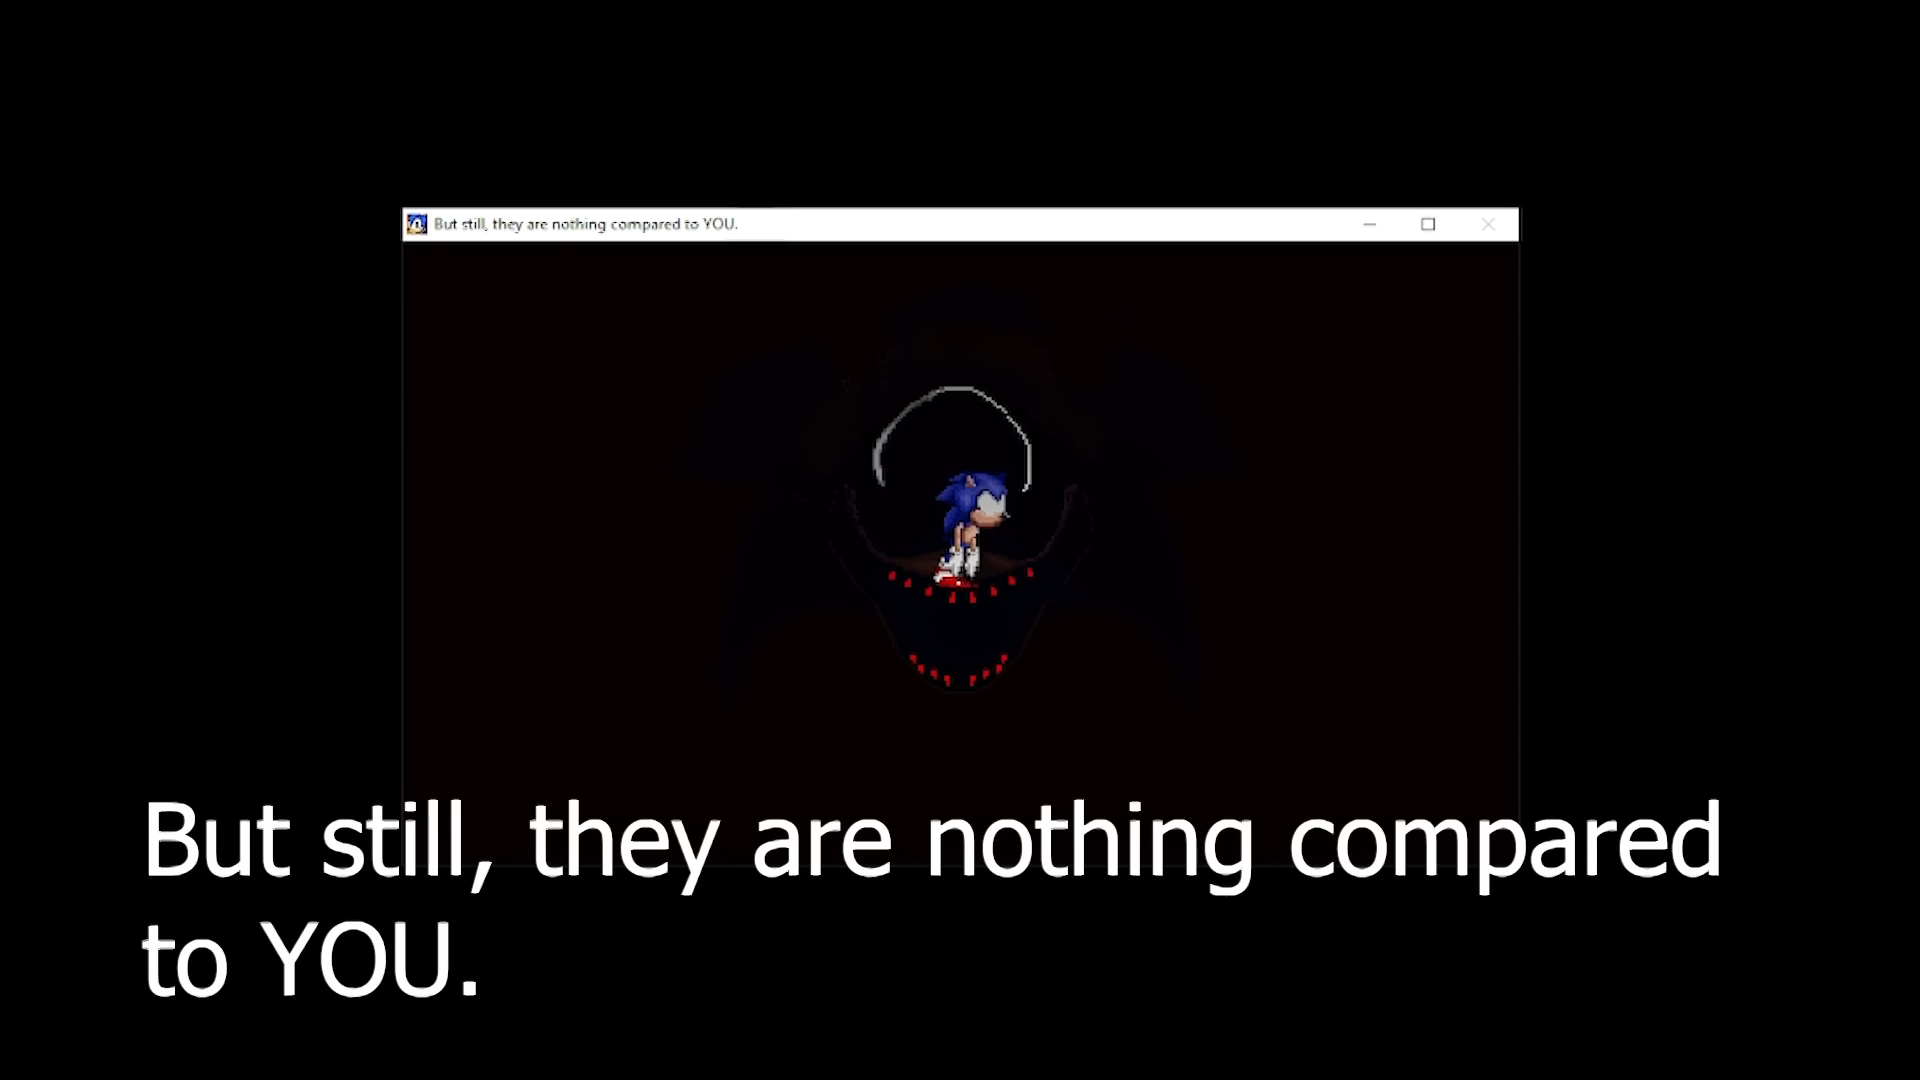 But still, they are nothing compared to YOU.
But still, they are nothing compared
to YOU.